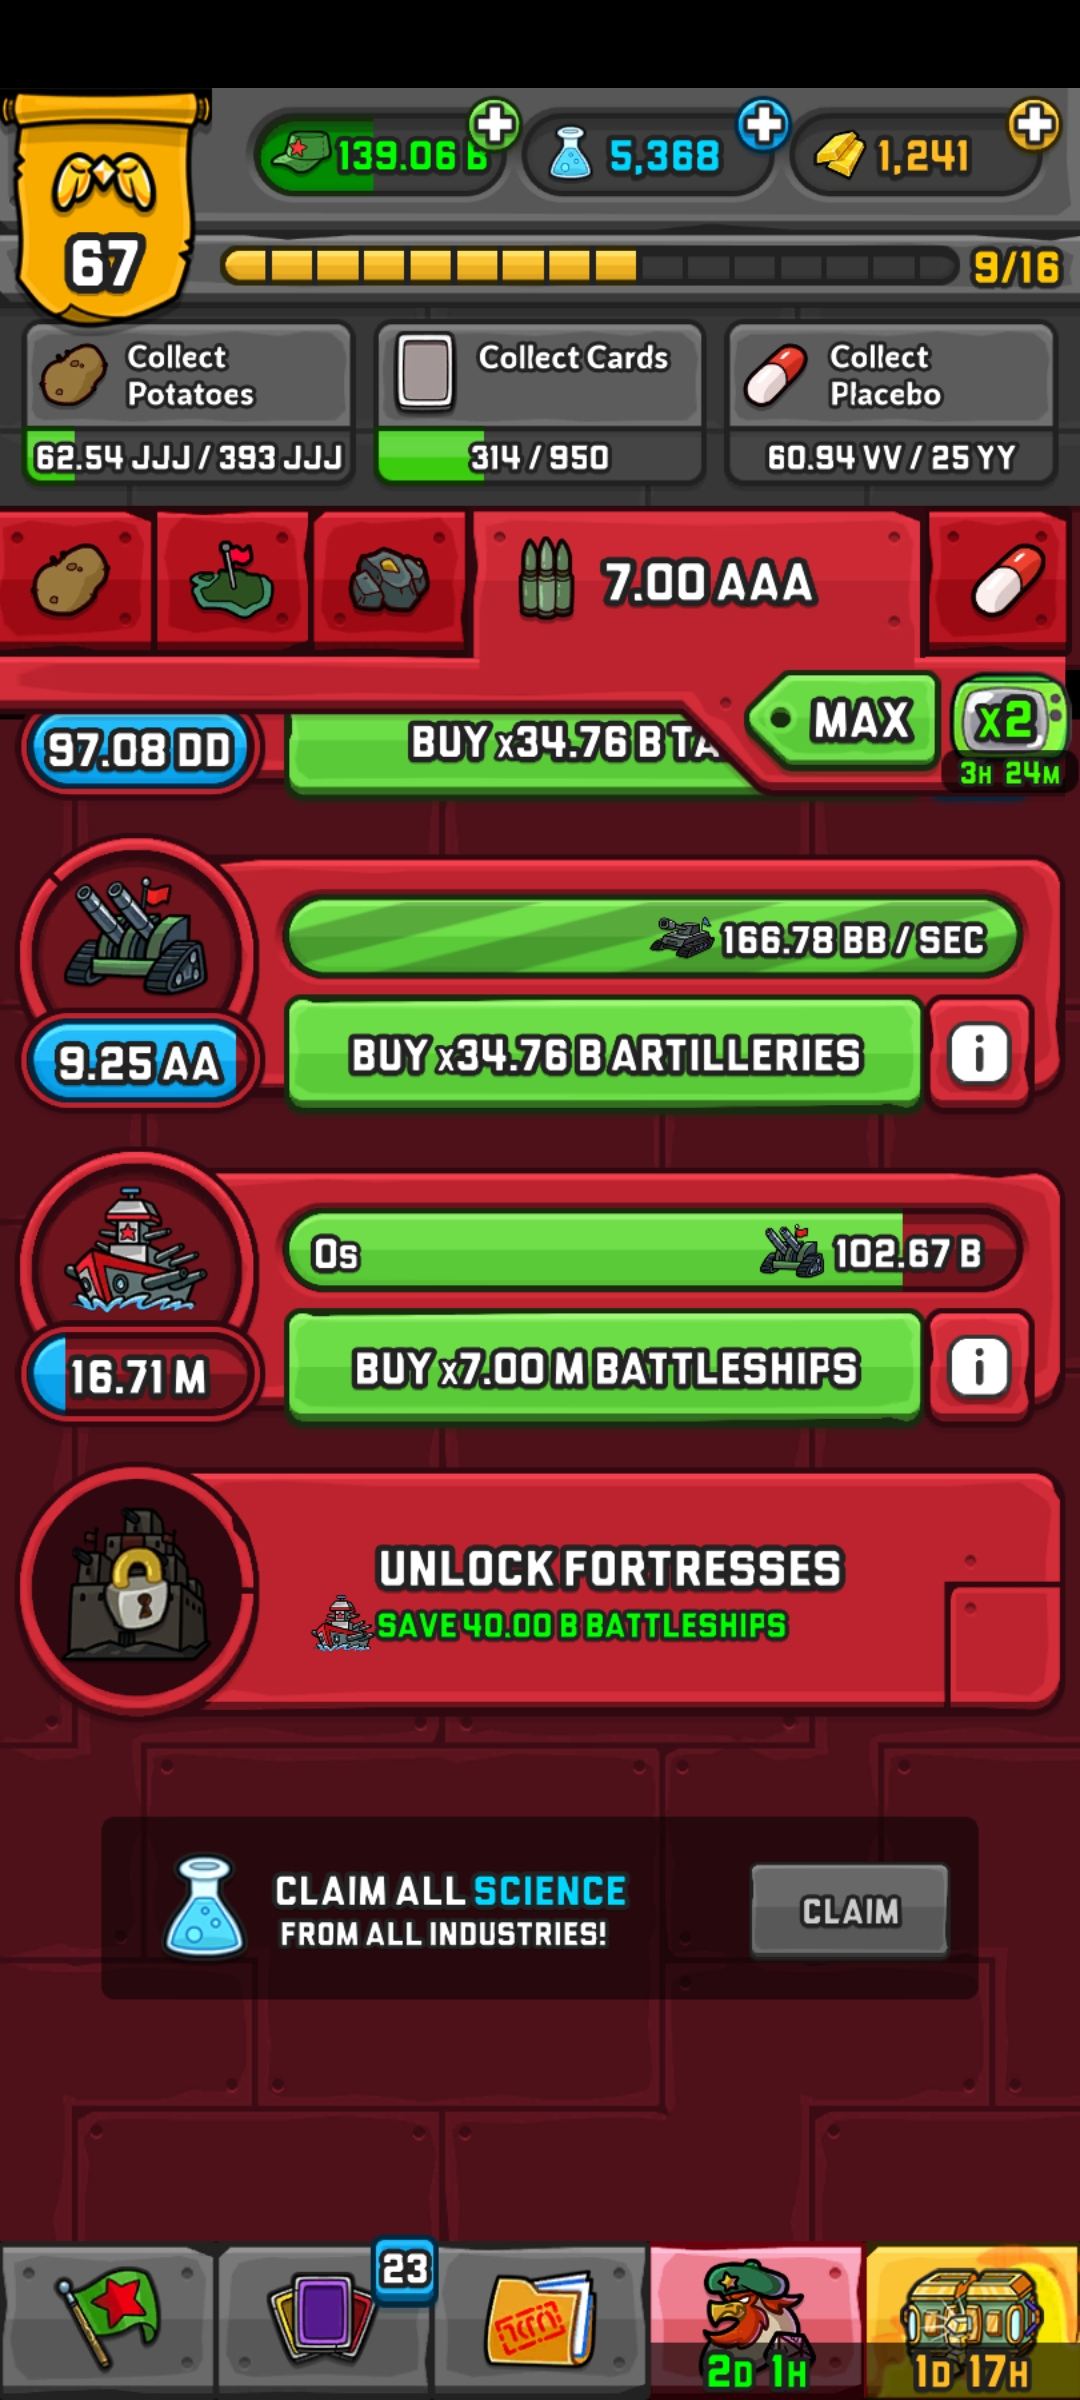 139.06 B
5,368
1,241
67
9/16
Collect Potatoes
62.54 JJJ / 393 JJJ
Collect Cards
314 / 950
Collect Placebo
60.94 VV / 25 YY
7.00 AAA
MAX
x2
3H 24M
97.08 DD
BUY x34.76 B
166.78 BB / SEC
9.25 AA
BUY x34.76 B ARTILLERIES
i
0s
102.67 B
16.71 M
BUY x7.00 M BATTLESHIPS
i
UNLOCK FORTRESSES
SAVE 40.00 B BATTLESHIPS
CLAIM ALL SCIENCE
FROM ALL INDUSTRIES!
CLAIM
23
2D 1H
1D 17H